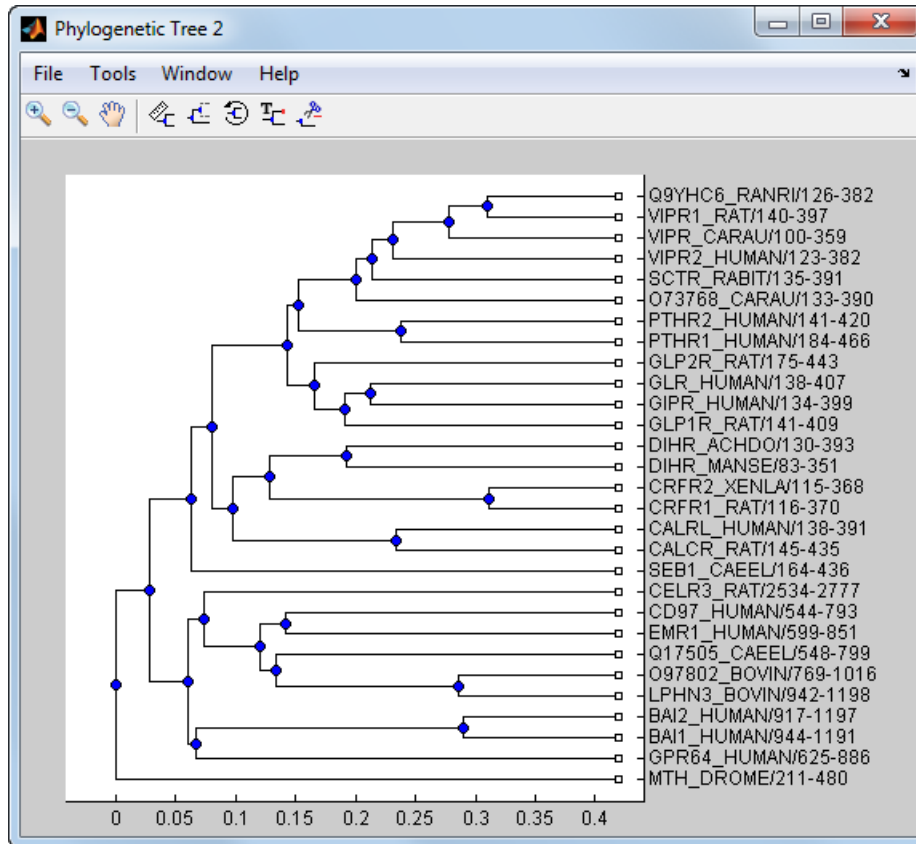 Phylogenetic Tree 2
File Tools Window Help
Q9YHC6_RANRI/126-382
VIPR1_RAT/140-397
VIPR_CARAU/100-359
VIPR2_HUMAN/123-382
SCTR_RABIT/135-391
O73768_CARAU/133-390
PTHR2_HUMAN/141-420
PTHR1_HUMAN/184-466
GLP2R_RAT/175-443
GLR_HUMAN/138-407
GIPR_HUMAN/134-399
GLP1R_RAT/141-409
DIHR_ACHDO/130-393
DIHR_MANSE/83-351
CRFR2_XENLA/115-368
CRFR1_RAT/116-370
CALRL_HUMAN/138-391
CALCR_RAT/145-435
SEB1_CAEEL/164-436
CELR3_RAT/2534-2777
CD97_HUMAN/544-793
EMR1_HUMAN/599-851
Q17505_CAEEL/548-799
O97802_BOVIN/769-1016
LPHN3_BOVIN/942-1198
BAI2_HUMAN/917-1197
BAI1_HUMAN/944-1191
GPR64_HUMAN/625-886
MTH_DROME/211-480
0 0.05 0.1 0.15 0.2 0.25 0.3 0.35 0.4